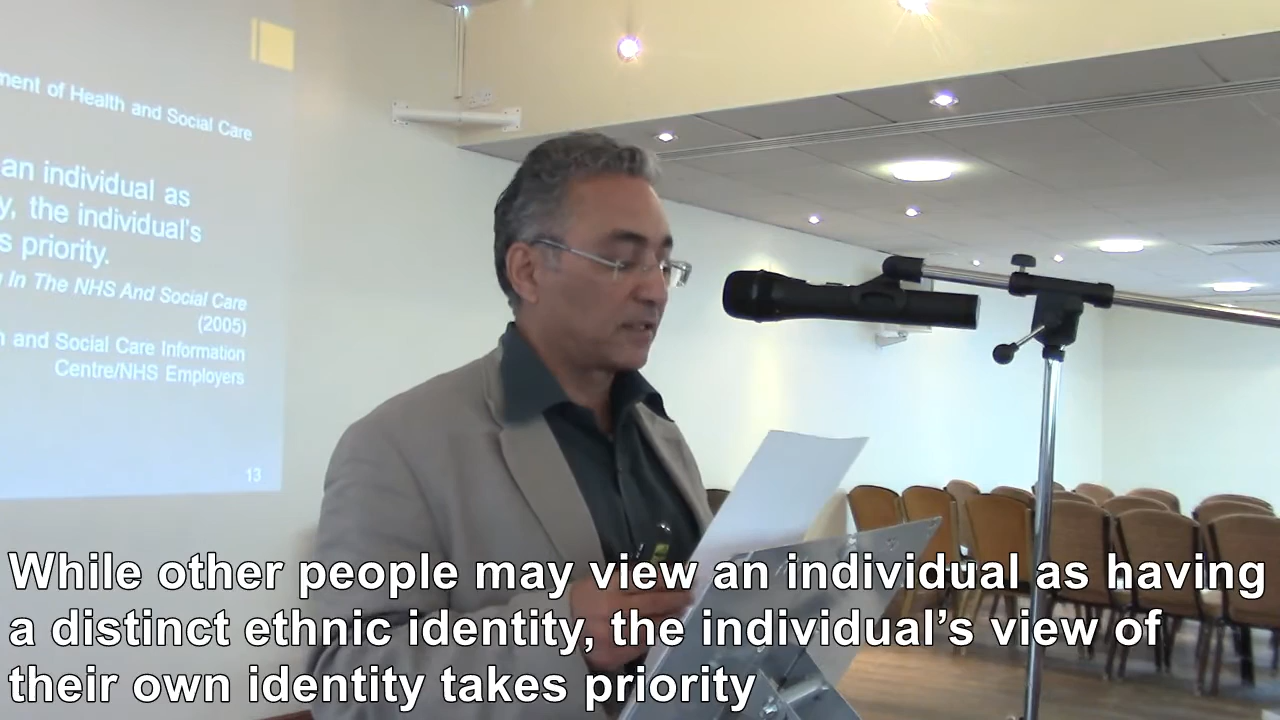 ment of Health and Social Care
an individual as
y, the individual's
s priority.
In The NHS And Social Care
(2005)
and Social Care Information
Centre/NHS Employers
13
While other people may view an individual as having
a distinct ethnic identity, the individual’s view of
their own identity takes priority